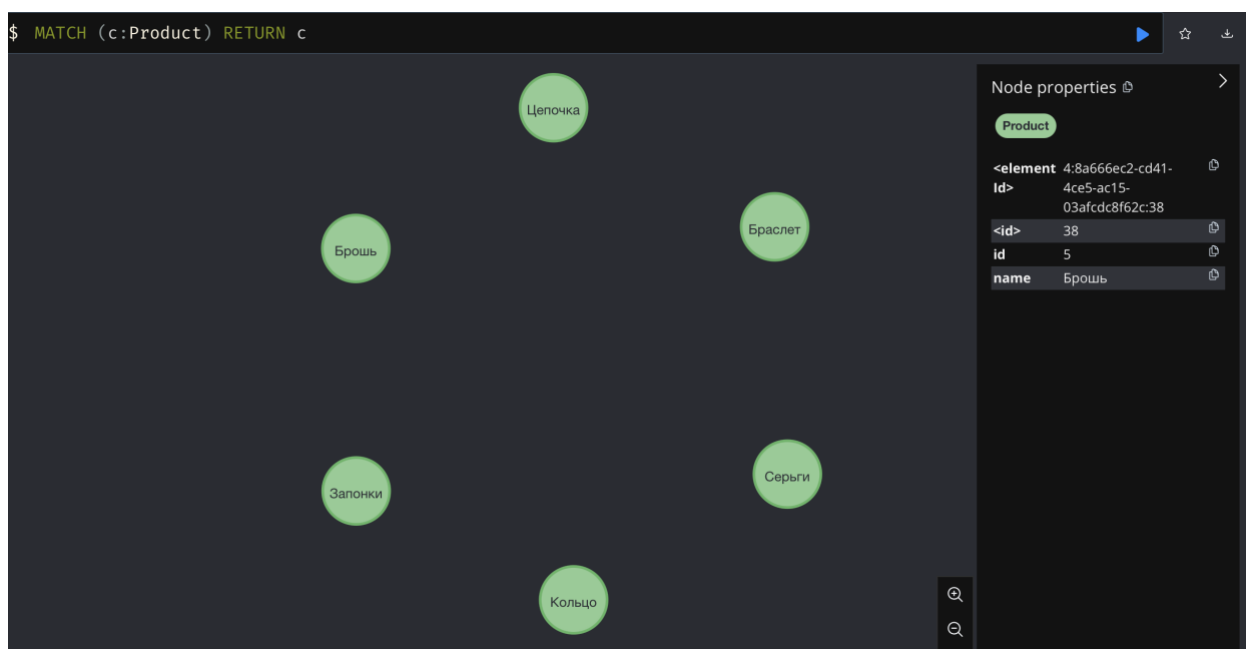 $ MATCH (c:Product) RETURN c
Цепочка
Брошь
Браслет
Запонки
Серьги
Кольцо
Node properties
Product
<element 4:8a666ec2-cd41-
Id> 4ce5-ac15-
03afcdc8f62c:38
<id> 38
id 5
name Брошь